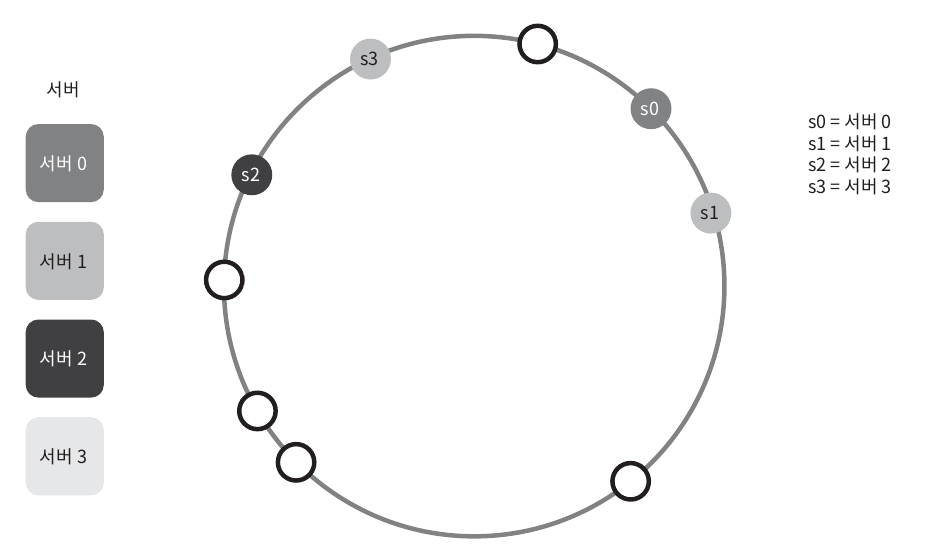 서버
서버 0
서버 1
서버 2
서버 3
s3
s0
s2
s1
s0 = 서버 0
s1 = 서버 1
s2 = 서버 2
s3 = 서버 3